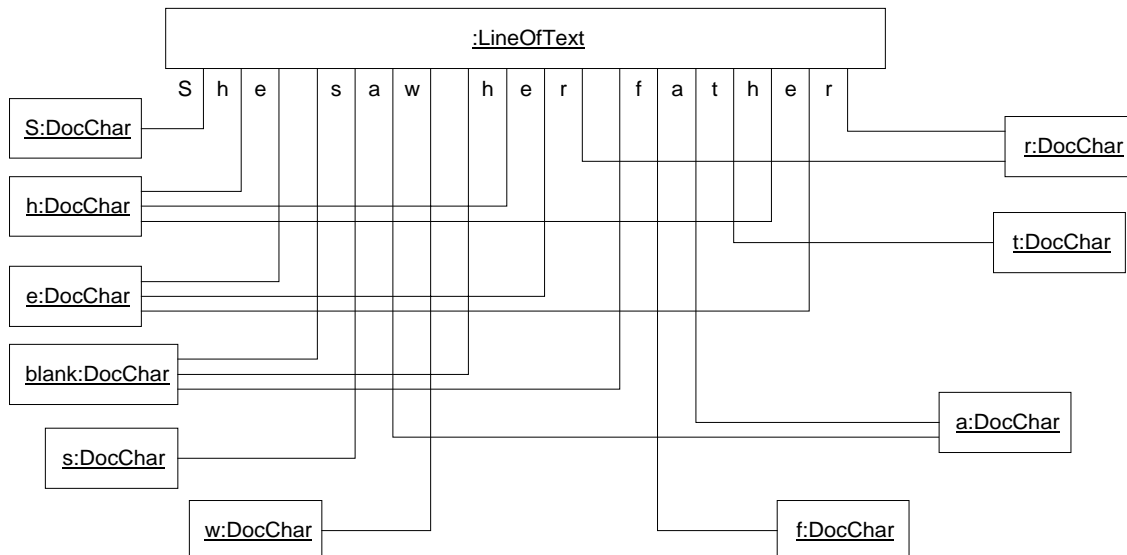 :LineOfText
S h e s a w h e r f a t h e r
S:DocChar
r:DocChar
h:DocChar
t:DocChar
e:DocChar
blank:DocChar
a:DocChar
s:DocChar
w:DocChar
f:DocChar